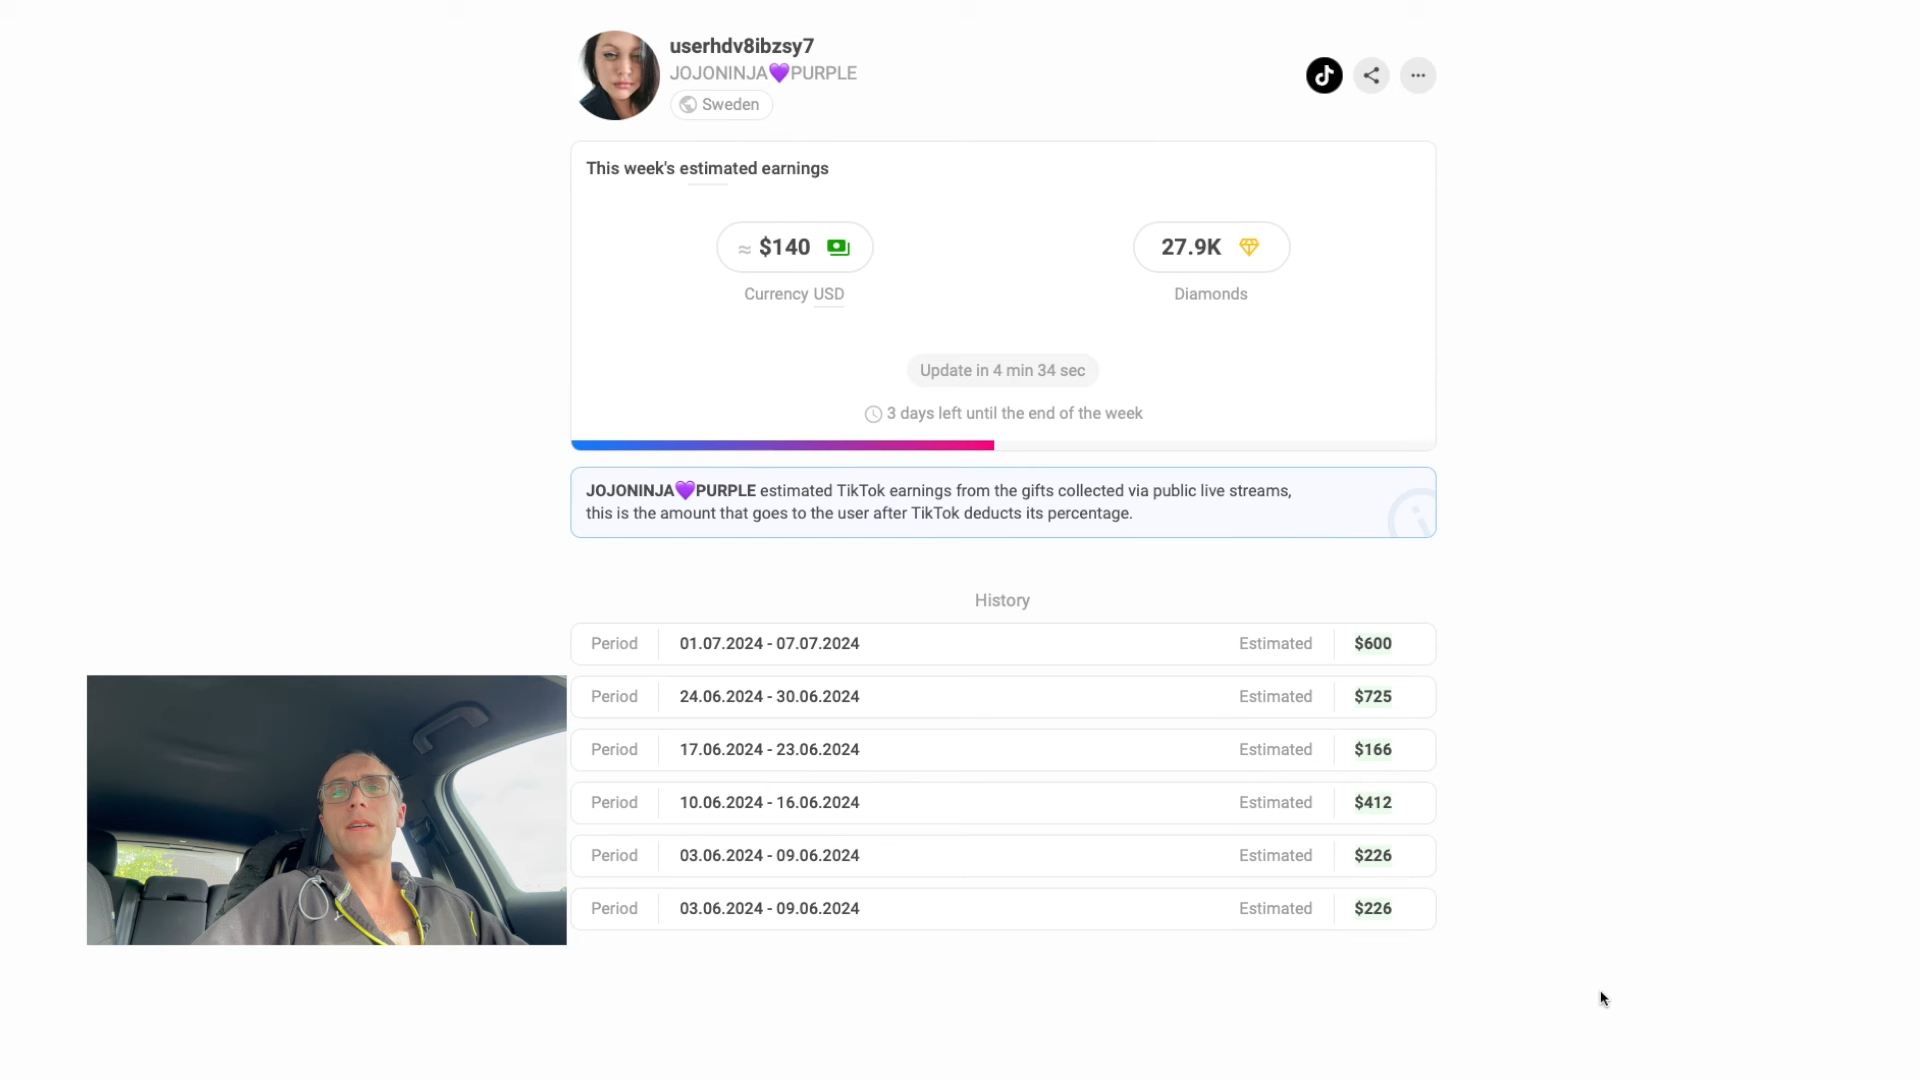 userhdv8ibzsy7
JOJONINJA💜PURPLE
Sweden
This week's estimated earnings
≈ $140
27.9K
Currency USD
Diamonds
Update in 4 min 34 sec
3 days left until the end of the week
JOJONINJA💜PURPLE estimated TikTok earnings from the gifts collected via public live streams,
this is the amount that goes to the user after TikTok deducts its percentage.
History
Period 01.07.2024 - 07.07.2024 Estimated $600
Period 24.06.2024 - 30.06.2024 Estimated $725
Period 17.06.2024 - 23.06.2024 Estimated $166
Period 10.06.2024 - 16.06.2024 Estimated $412
Period 03.06.2024 - 09.06.2024 Estimated $226
Period 03.06.2024 - 09.06.2024 Estimated $226